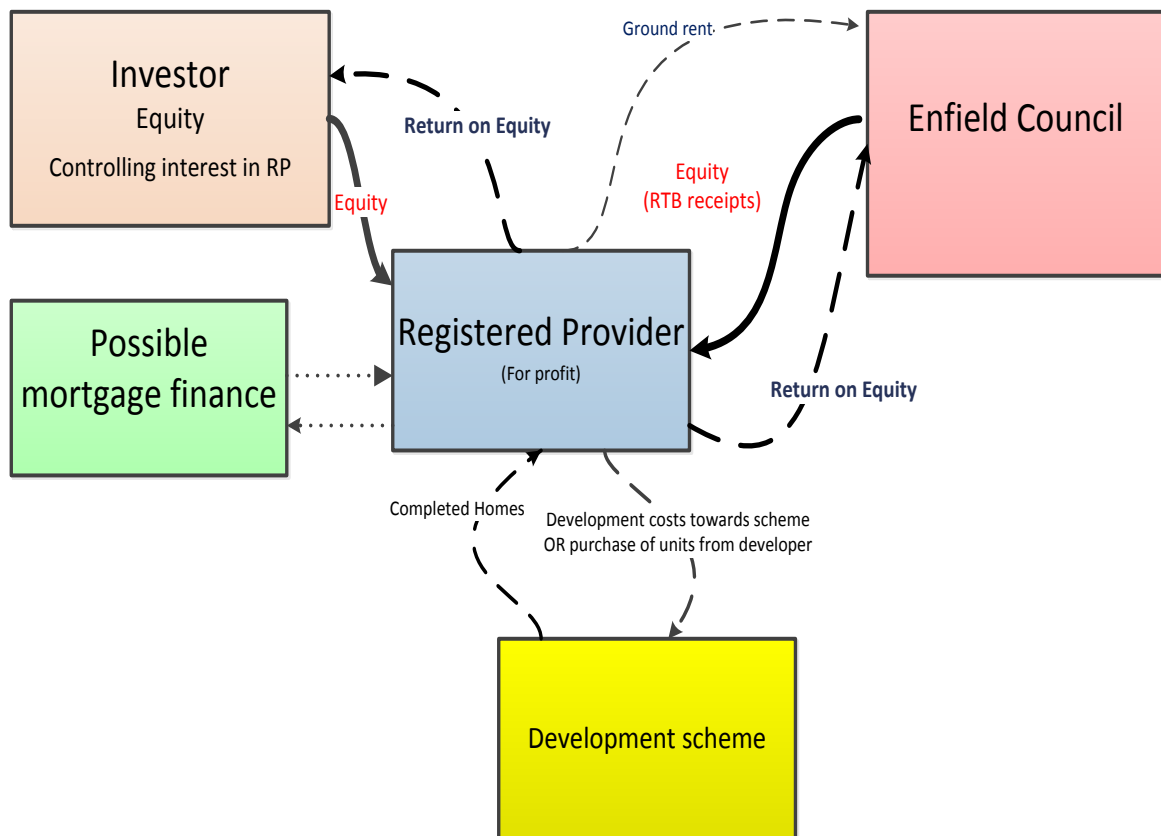 Investor
Equity
Controlling interest in RP
Equity
Return on Equity
Ground rent
Enfield Council
Equity
(RTB receipts)
Possible
mortgage finance
Registered Provider
(For profit)
Return on Equity
Completed Homes
Development costs towards scheme
OR purchase of units from developer
Development scheme